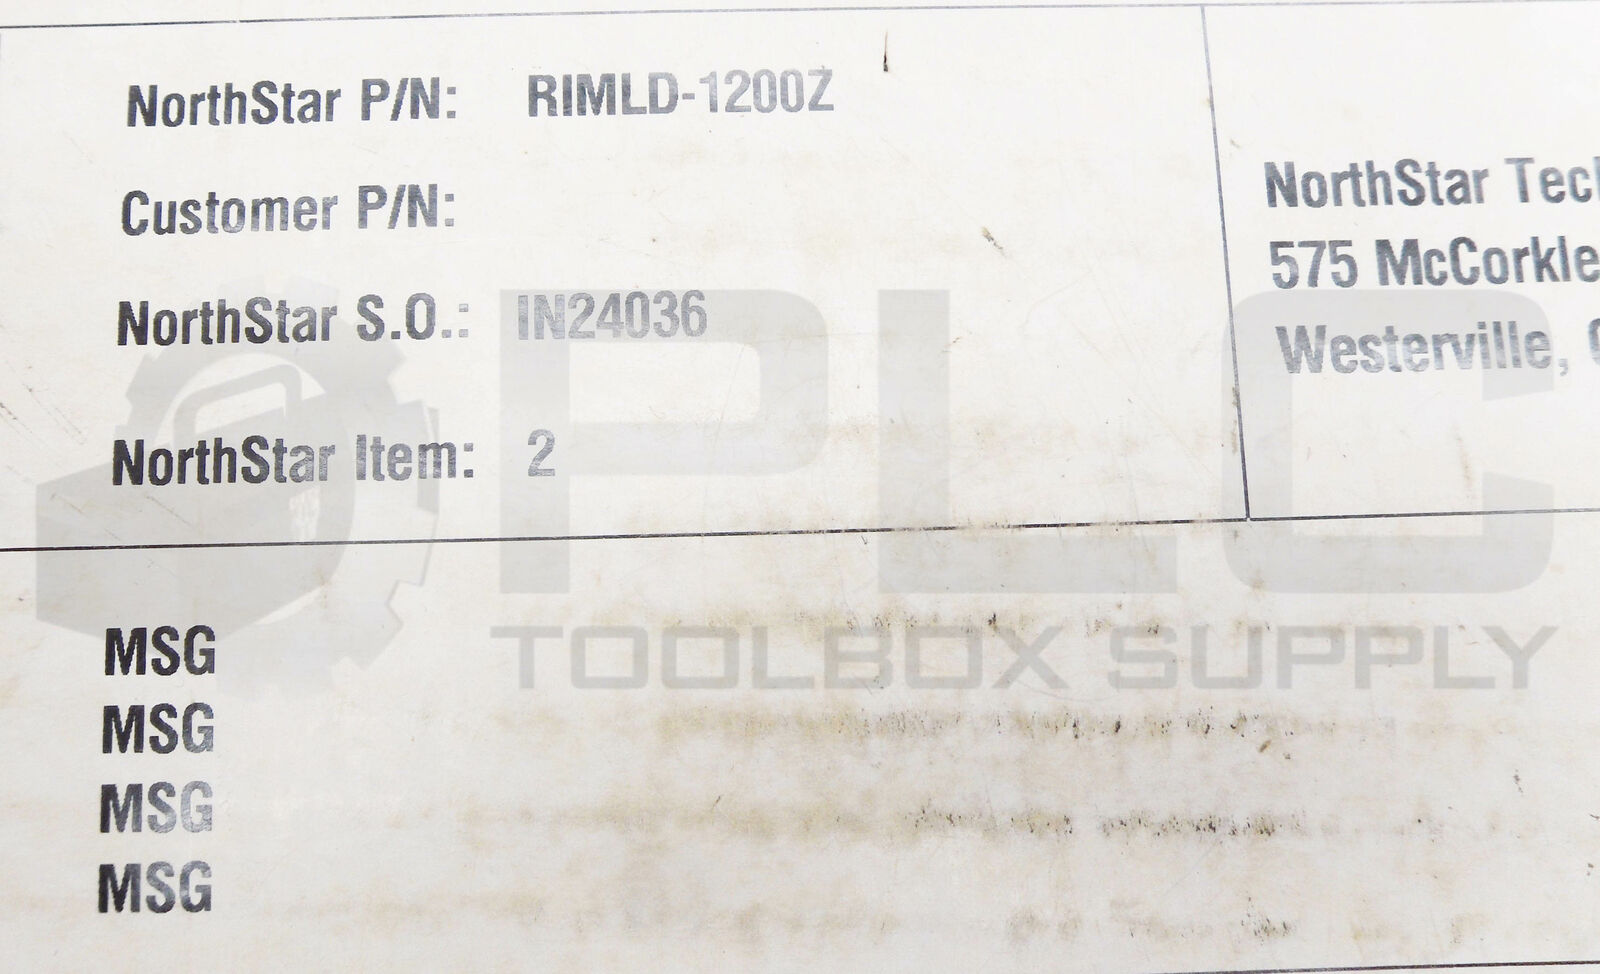 NorthStar P/N: RIMLD-1200Z
Customer P/N:
NorthStar S.O.: IN24036
NorthStar Item: 2
NorthStar
575 McCorkle
Westerville,
MSG
MSG
MSG
MSG
PLC
TOOLBOX SUPPLY